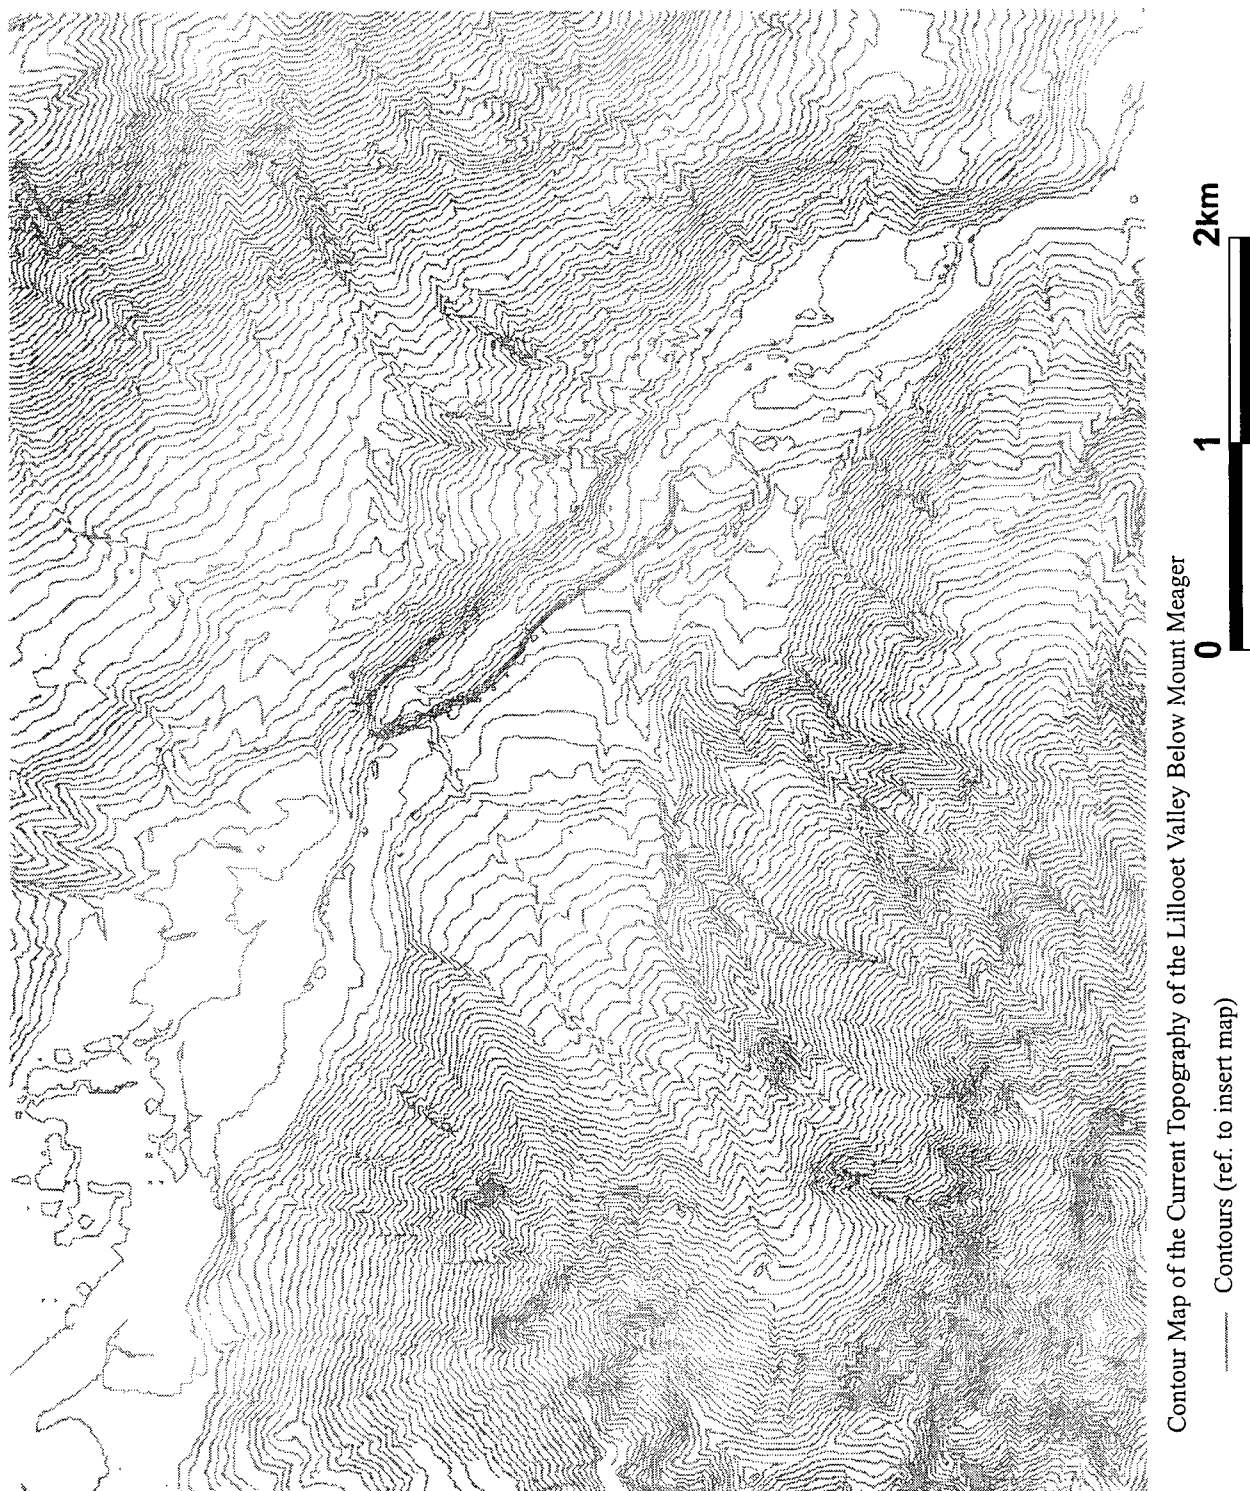 Contour Map of the Current Topography of the Lillooet Valley Below Mount Meager
Contours (ref. to insert map)
0 1 2km